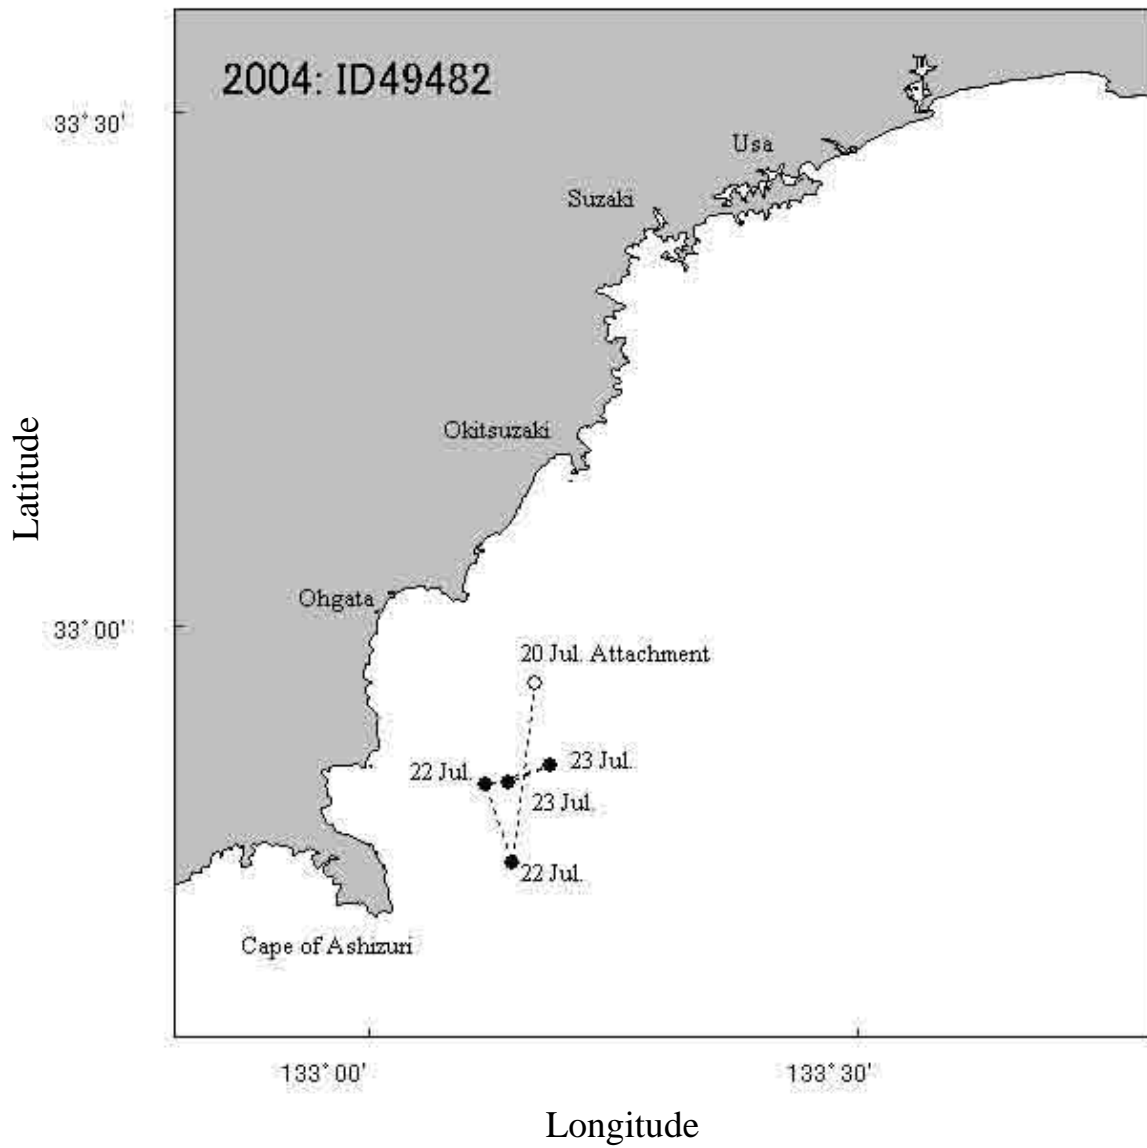 2004: ID49482
33°30'
Usa
Suzaki
Okitsuzaki
Latitude
Ohgata
33°00'
20 Jul. Attachment
22 Jul.
23 Jul.
23 Jul.
22 Jul.
Cape of Ashizuri
133°00'
133°30'
Longitude